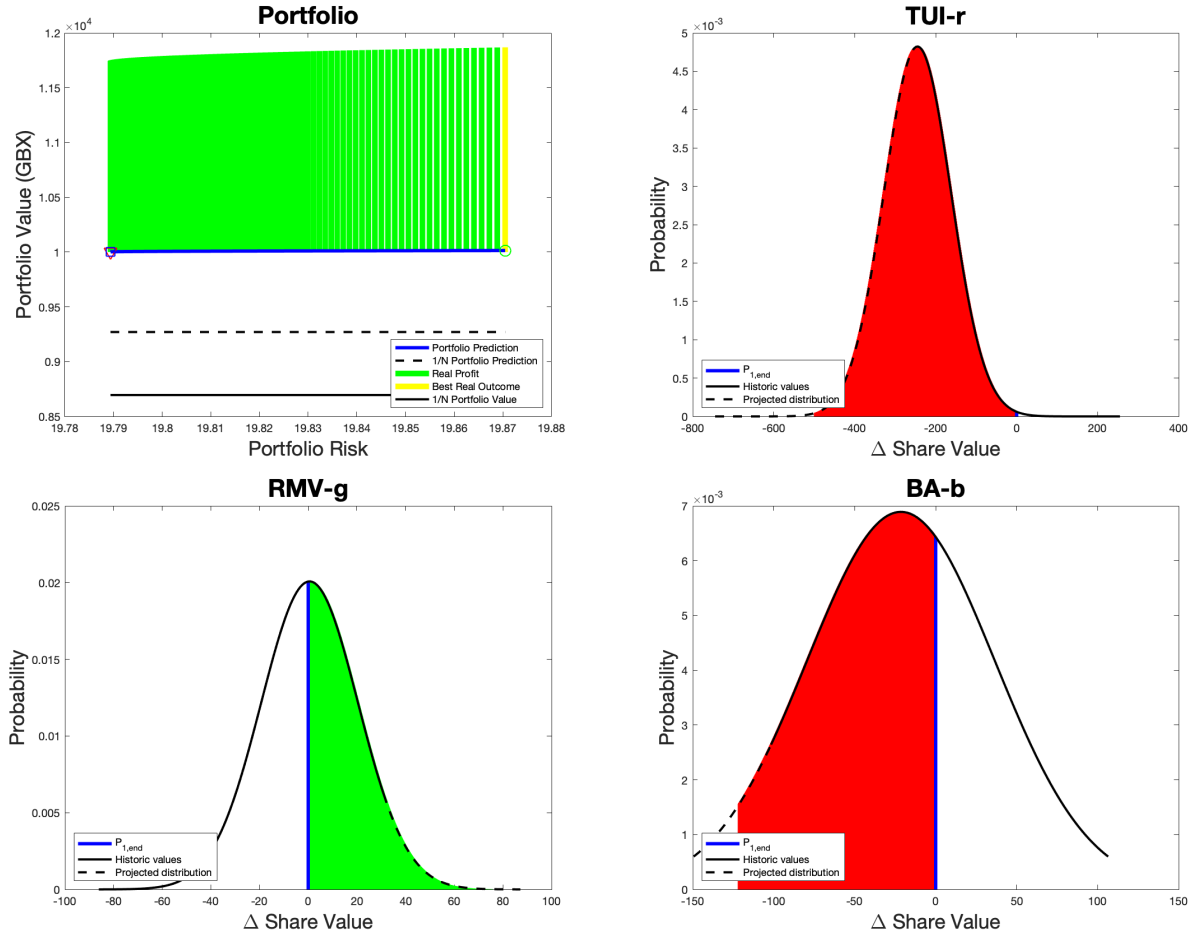 Portfolio
×10⁴
1.2
1.15
1.1
1.05
1
0.95
0.9
0.85
Portfolio Value (GBX)
19.78 19.79 19.8 19.81 19.82 19.83 19.84 19.85 19.86 19.87 19.88
Portfolio Risk
Portfolio Prediction
1/N Portfolio Prediction
Real Profit
Best Real Outcome
1/N Portfolio Value
TUI-r
×10⁻³
5
4.5
4
3.5
3
2.5
2
1.5
1
0.5
0
Probability
-800 -600 -400 -200 0 200 400
Δ Share Value
P1,end
Historic values
Projected distribution
RMV-g
0.025
0.02
0.015
0.01
0.005
0
Probability
-100 -80 -60 -40 -20 0 20 40 60 80 100
Δ Share Value
P1,end
Historic values
Projected distribution
BA-b
×10⁻³
7
6
5
4
3
2
1
0
Probability
-150 -100 -50 0 50 100 150
Δ Share Value
P1,end
Historic values
Projected distribution